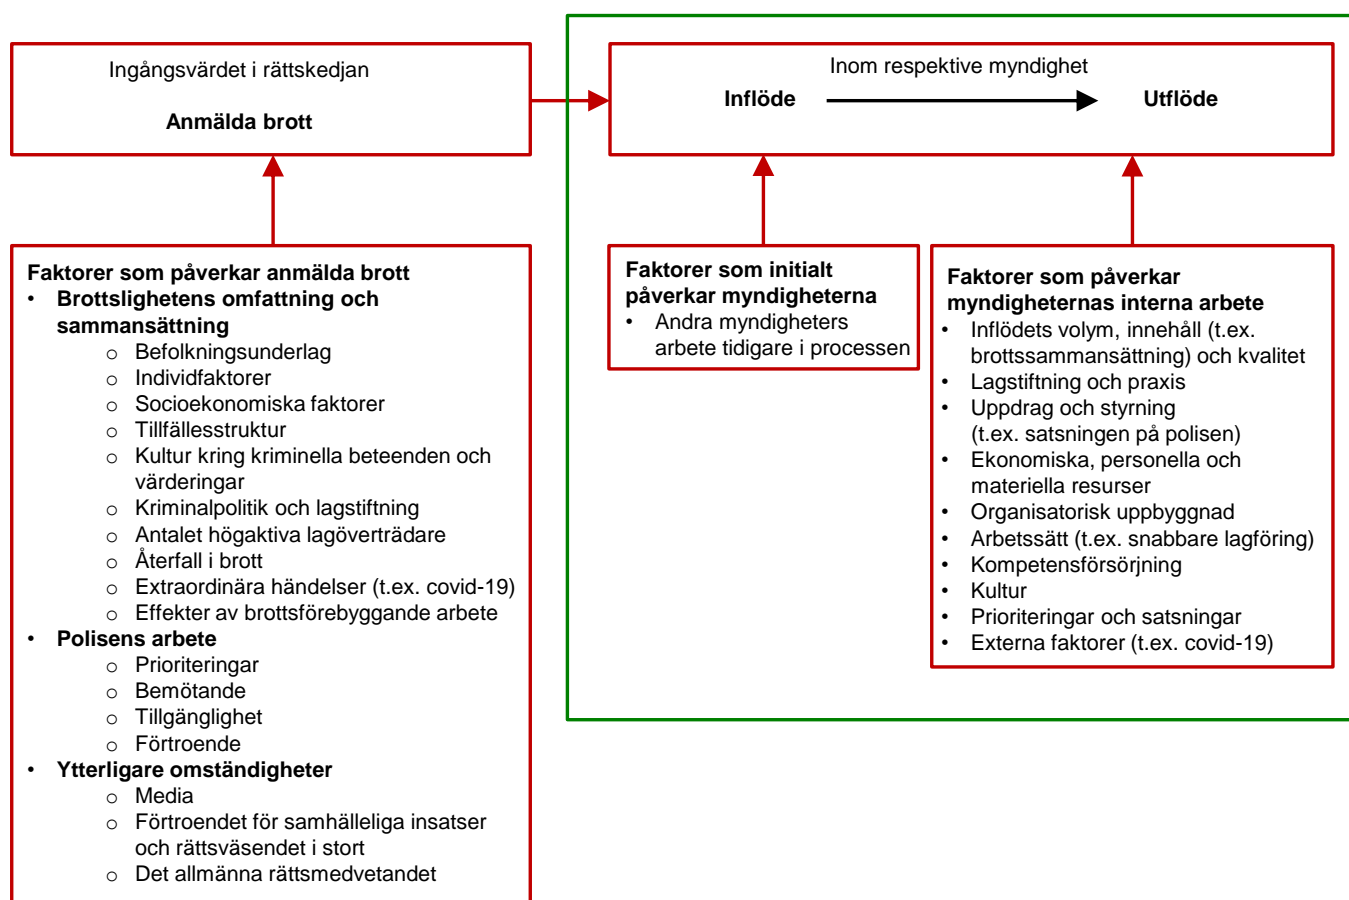 Ingångsvärdet i rättskedjan
Anmälda brott
Inom respektive myndighet
Inflöde
Utflöde
Faktorer som påverkar anmälda brott
• Brottslighetens omfattning och
sammansättning
o Befolkningsunderlag
o Individfaktorer
o Socioekonomiska faktorer
o Tillfällesstruktur
o Kultur kring kriminella beteenden och
värderingar
o Kriminalpolitik och lagstiftning
o Antalet högaktiva lagöverträdare
o Återfall i brott
o Extraordinära händelser (t.ex. covid-19)
o Effekter av brottsförebyggande arbete
• Polisens arbete
o Prioriteringar
o Bemötande
o Tillgänglighet
o Förtroende
• Ytterligare omständigheter
o Media
o Förtroendet för samhälleliga insatser
och rättsväsendet i stort
o Det allmänna rättsmedvetandet
Faktorer som initialt
påverkar myndigheterna
• Andra myndigheters
arbete tidigare i processen
Faktorer som påverkar
myndigheternas interna arbete
• Inflödets volym, innehåll (t.ex.
brottssammansättning) och kvalitet
• Lagstiftning och praxis
• Uppdrag och styrning
(t.ex. satsningen på polisen)
• Ekonomiska, personella och
materiella resurser
• Organisatorisk uppbyggnad
• Arbetssätt (t.ex. snabbare lagföring)
• Kompetensförsörjning
• Kultur
• Prioriteringar och satsningar
• Externa faktorer (t.ex. covid-19)